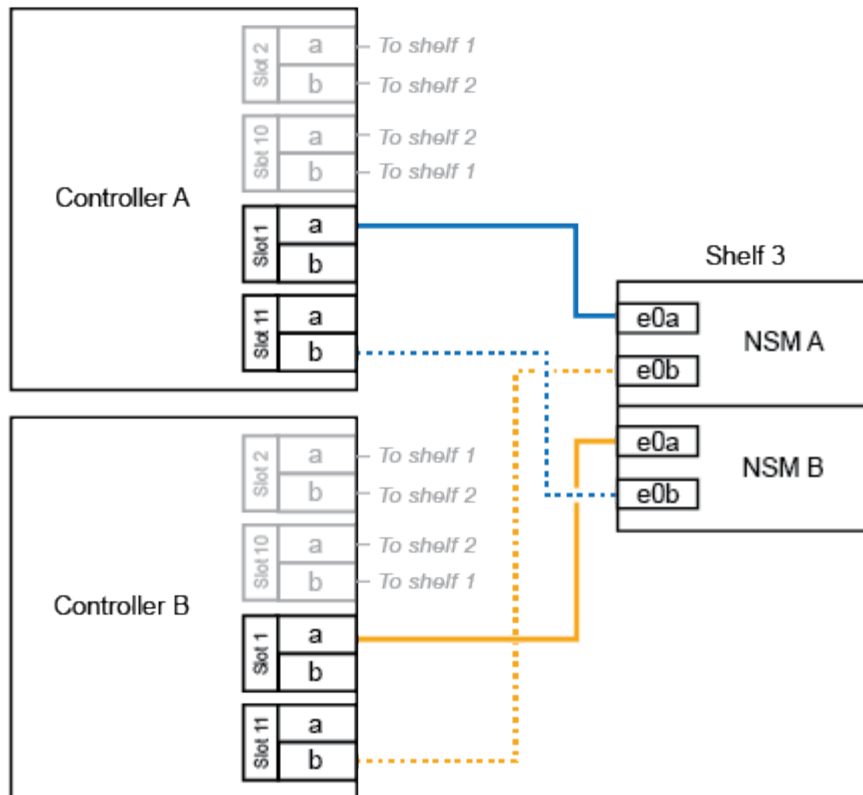 Controller A
Slot 2
a
To shelf 1
b
To shelf 2
Slot 10
a
To shelf 2
b
To shelf 1
Slot 1
a
b
Slot 11
a
b
Controller B
Slot 2
a
To shelf 1
b
To shelf 2
Slot 10
a
To shelf 2
b
To shelf 1
Slot 1
a
b
Slot 11
a
b
Shelf 3
e0a
NSM A
e0b
e0a
NSM B
e0b